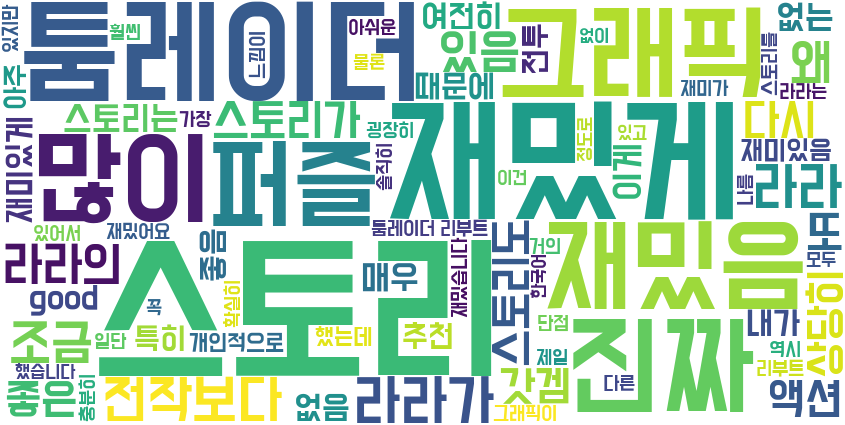 있지만
훨씬
툼레이더
느낌이
아쉬운
물론
여전히
있음
전투
그래픽
없이
스토리를
없는
왜
아주
때문에
재미가
라라는
재미있게
스토리는
가장
스토리가
굉장히
솔직히
재밌게
정도로
있고
이게
다시
재미있음
많이
퍼즐
이건
나름
라라
있어서
재밌어요
툼레이더 리부트
라라의
좋음
매우
재밌습니다
스토리도
거의
한국어
재밌음
또
모두
good
꼭
확실히
스토리
조금
일단
특히
개인적으로
했는데
추천
단점
진짜
내가
상당히
역시
제일
리부트
했습니다
좋은
충분히
전작보다
없음
라라가
갓겜
그래픽이
다른
액션